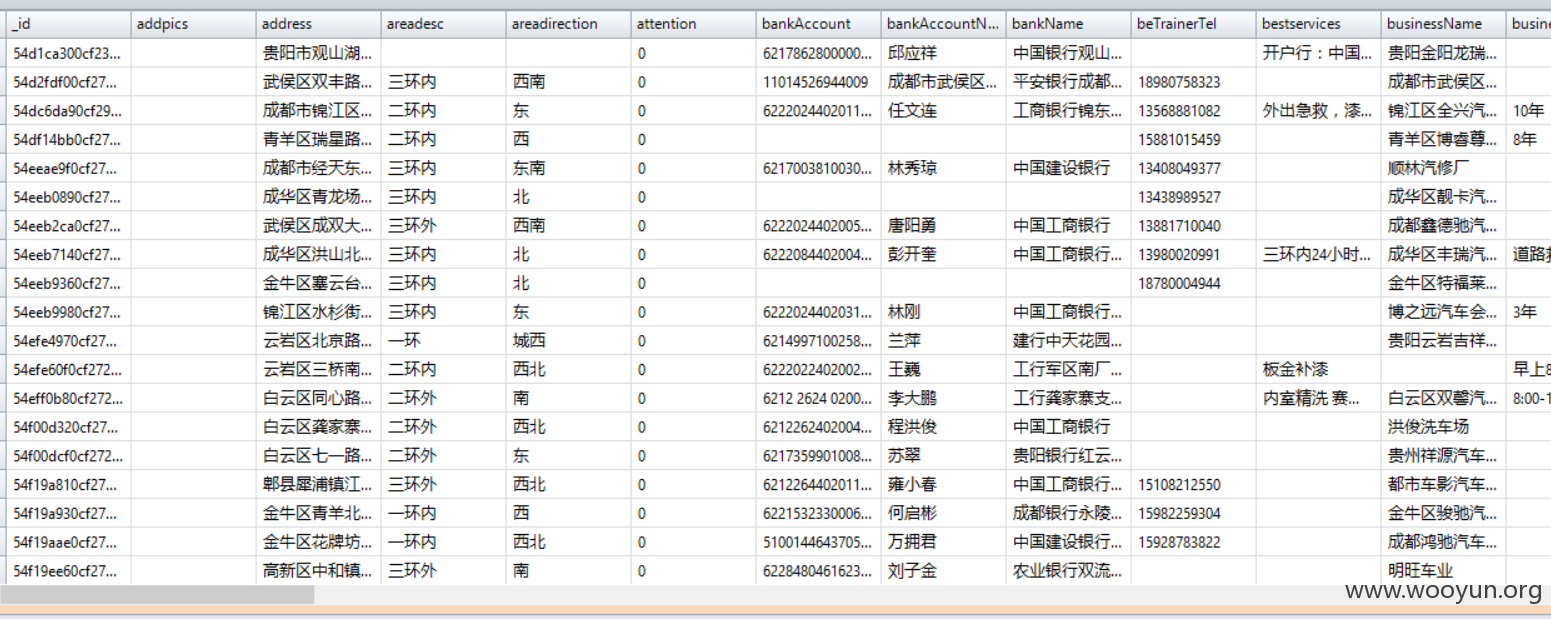 _id addpics address areadesc areadirection attention bankAccount bankAccountN... bankName beTrainerTel bestservices businessName busine
54d1ca300cf23... 贵阳市观山湖... 0 6217862800000... 邱应祥 中国银行观山... 开户行：中国... 贵阳金阳龙瑞...
54d2fdf00cf27... 武侯区双丰路... 三环内 西南 0 11014526944009 成都市武侯区... 平安银行成都... 18980758323 成都市武侯区...
54dc6da90cf29... 成都市锦江区... 二环内 东 0 6222024402011... 任文连 工商银行锦东... 13568881082 外出急救，漆... 锦江区全兴汽... 10年
54df14bb0cf27... 青羊区瑞星路... 二环内 西 0 15881015459 青羊区博睿尊... 8年
54eeae9f0cf27... 成都市经天东... 三环内 东南 0 6217003810030... 林秀琼 中国建设银行 13408049377 顺林汽修厂
54eeb0890cf27... 成华区青龙场... 三环内 北 0 13438989527 成华区靓卡汽...
54eeb2ca0cf27... 武侯区成双大... 三环外 西南 0 6222024402005... 唐阳勇 中国工商银行 13881710040 成都鑫德驰汽...
54eeb7140cf27... 成华区洪山北... 三环内 北 0 6222084402004... 彭开奎 中国工商银行... 13980020991 三环内24小时... 成华区丰瑞汽... 道路
54eeb9360cf27... 金牛区塞云台... 三环内 北 0 18780004944 金牛区特福莱...
54eeb9980cf27... 锦江区水杉街... 三环内 东 0 6222024402031... 林刚 中国工商银行... 博之远汽车会... 3年
54efe4970cf27... 云岩区北京路... 一环 城西 0 6214997100258... 兰萍 建行中天花园... 贵阳云岩吉祥...
54efe60f0cf272... 云岩区三桥南... 二环内 西北 0 6222022402002... 王巍 工行军区南厂... 板金补漆 早上8
54eff0b80cf272... 白云区同心路... 二环外 南 0 6212 2624 0200... 李大鹏 工行龚家寨支... 内室精洗 赛... 白云区双馨汽... 8:00-1
54f00d320cf27... 白云区龚家寨... 二环外 西北 0 6212262402004... 程洪俊 中国工商银行 洪俊洗车场
54f00dcf0cf272... 白云区七一路... 二环外 东 0 6217359901008... 苏翠 贵阳银行红云... 贵州祥源汽车...
54f19a810cf27... 郫县犀浦镇江... 三环外 西北 0 6212264402011... 雍小春 中国工商银行... 15108212550 都市车影汽车...
54f19a930cf27... 金牛区青羊北... 一环内 西 0 6221532330006... 何启彬 成都银行永陵... 15982259304 金牛区骏驰汽...
54f19aae0cf27... 金牛区花牌坊... 一环内 西北 0 5100144643705... 万拥君 中国建设银行... 15928783822 成都鸿驰汽车...
54f19ee60cf27... 高新区中和镇... 三环外 南 0 6228480461623... 刘子金 农业银行双流... 明旺车业
www.wooyun.org